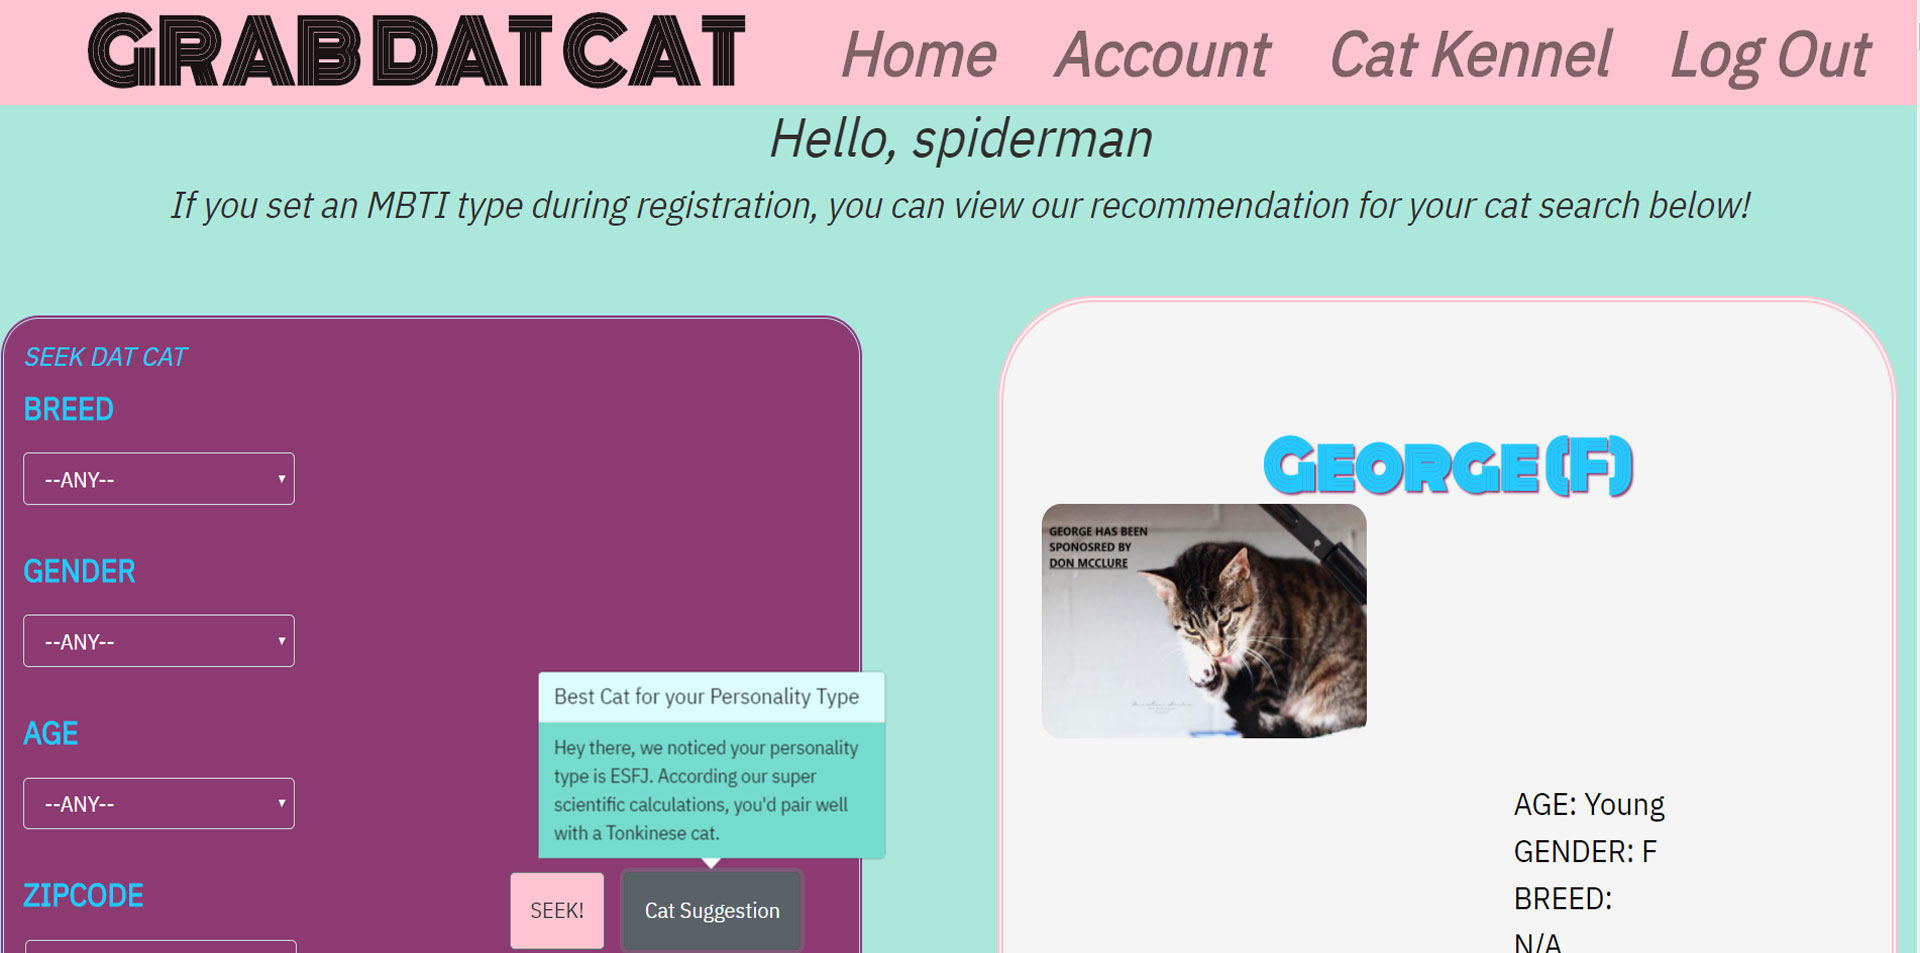 GRABDATCAT
Home Account Cat Kennel Log Out
Hello, spiderman
If you set an MBTI type during registration, you can view our recommendation for your cat search below!
SEEK DAT CAT
BREED
--ANY--
GENDER
--ANY--
AGE
--ANY--
ZIPCODE
Best Cat for your Personality Type
Hey there, we noticed your personality
type is ESFJ. According our super
scientific calculations, you'd pair well
with a Tonkinese cat.
SEEK!
Cat Suggestion
GEORGE (F)
GEORGE HAS BEEN
SPONOSRED BY
DON MCCLURE
AGE: Young
GENDER: F
BREED:
N/A